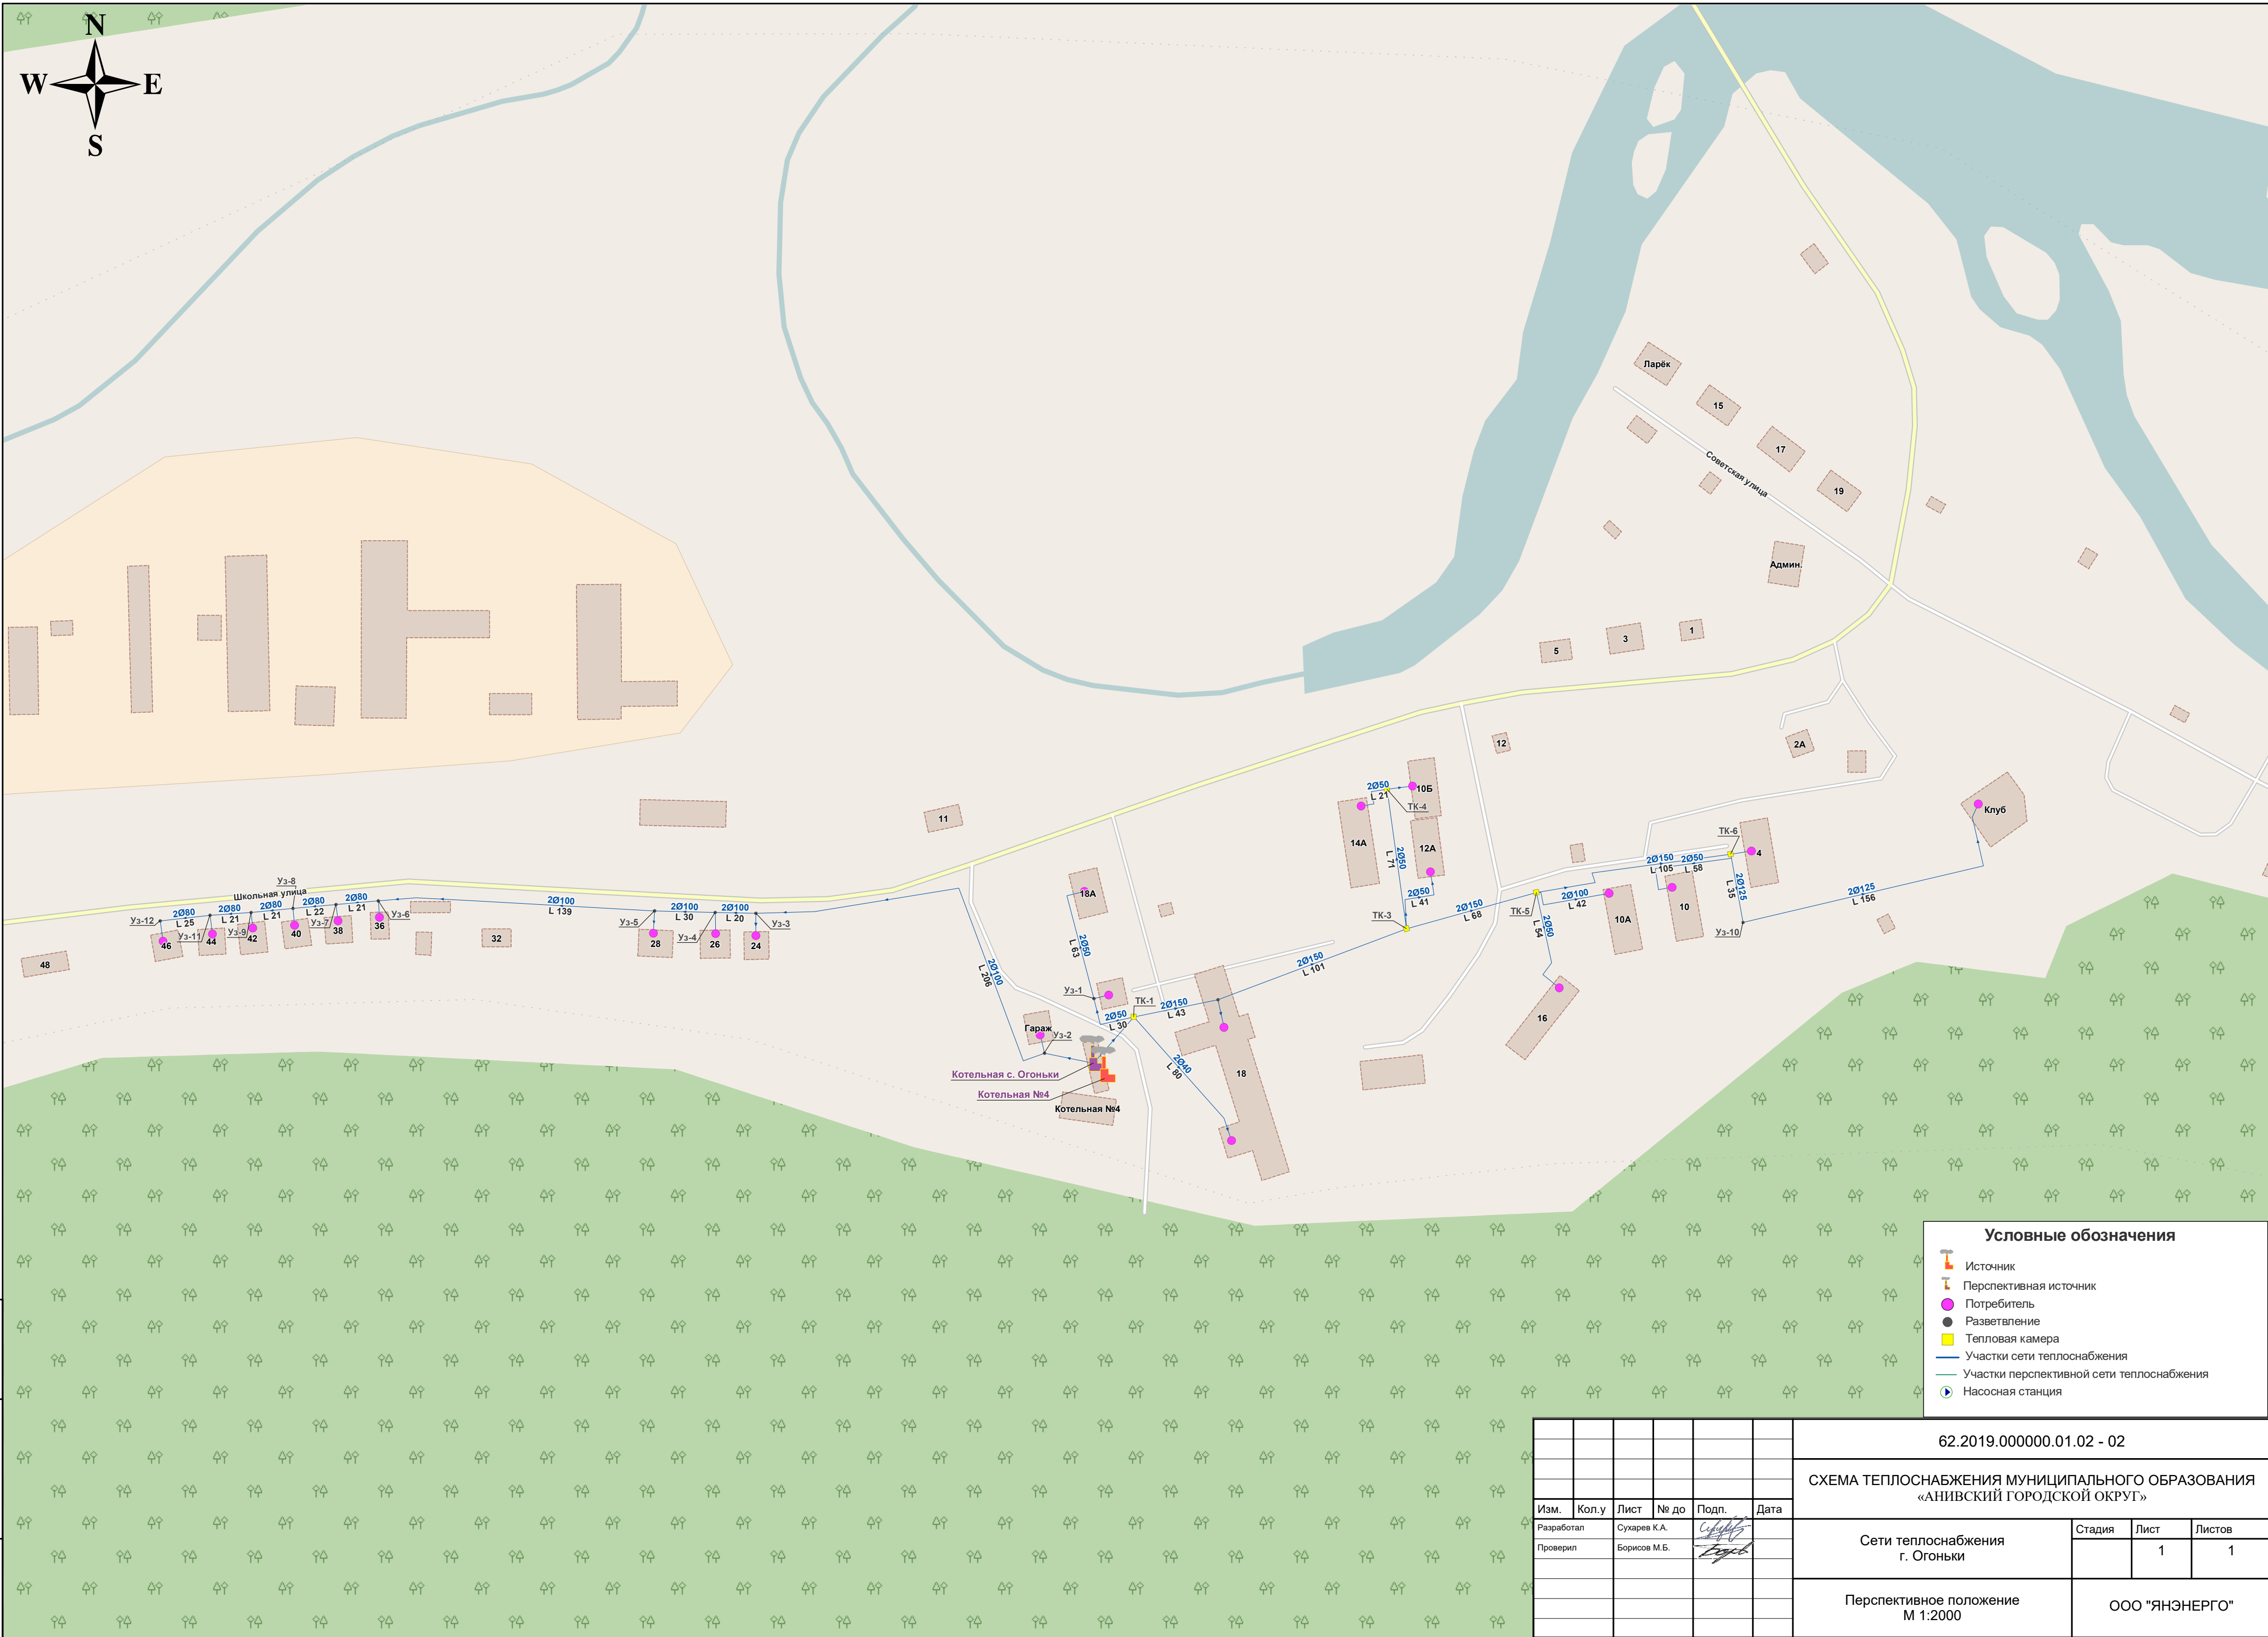 N
W E
S
Ларёк
15
17
19
Советская улица
Админ.
1
3
5
12
2А
11
2Ø50
L 21
10Б
ТК-4
14А
12А
2Ø50
L 71
2Ø50
L 41
ТК-6
4
Клуб
2Ø150
L 105
2Ø50
L 58
2Ø125
L 35
2Ø125
L 156
Уз-10
10
10А
2Ø100
L 42
ТК-5
2Ø50
L 54
16
ТК-3
2Ø150
L 68
2Ø150
L 101
18А
2Ø50
L 63
Уз-1
ТК-1
2Ø50
L 30
2Ø150
L 43
2Ø40
L 80
18
Гараж
Уз-2
2Ø100
L 206
Котельная с. Огоньки
Котельная №4
Котельная №4
Школьная улица
Уз-8
Уз-12
2Ø80
L 25
2Ø80
L 21
2Ø80
L 21
2Ø80
L 22
2Ø80
L 21
Уз-11
Уз-9
Уз-7
Уз-6
46
44
42
40
38
36
48
32
2Ø100
L 139
2Ø100
L 30
2Ø100
L 20
Уз-5
Уз-4
Уз-3
28
26
24
Условные обозначения
Источник
Перспективная источник
Потребитель
Разветвление
Тепловая камера
Участки сети теплоснабжения
Участки перспективной сети теплоснабжения
Насосная станция
62.2019.000000.01.02 - 02
СХЕМА ТЕПЛОСНАБЖЕНИЯ МУНИЦИПАЛЬНОГО ОБРАЗОВАНИЯ
«АНИВСКИЙ ГОРОДСКОЙ ОКРУГ»
Изм. Кол.у Лист № до Подп. Дата
Разработал Сухарев К.А.
Проверил Борисов М.Б.
Сети теплоснабжения
г. Огоньки
Стадия Лист Листов
1 1
Перспективное положение
М 1:2000
ООО "ЯНЭНЕРГО"